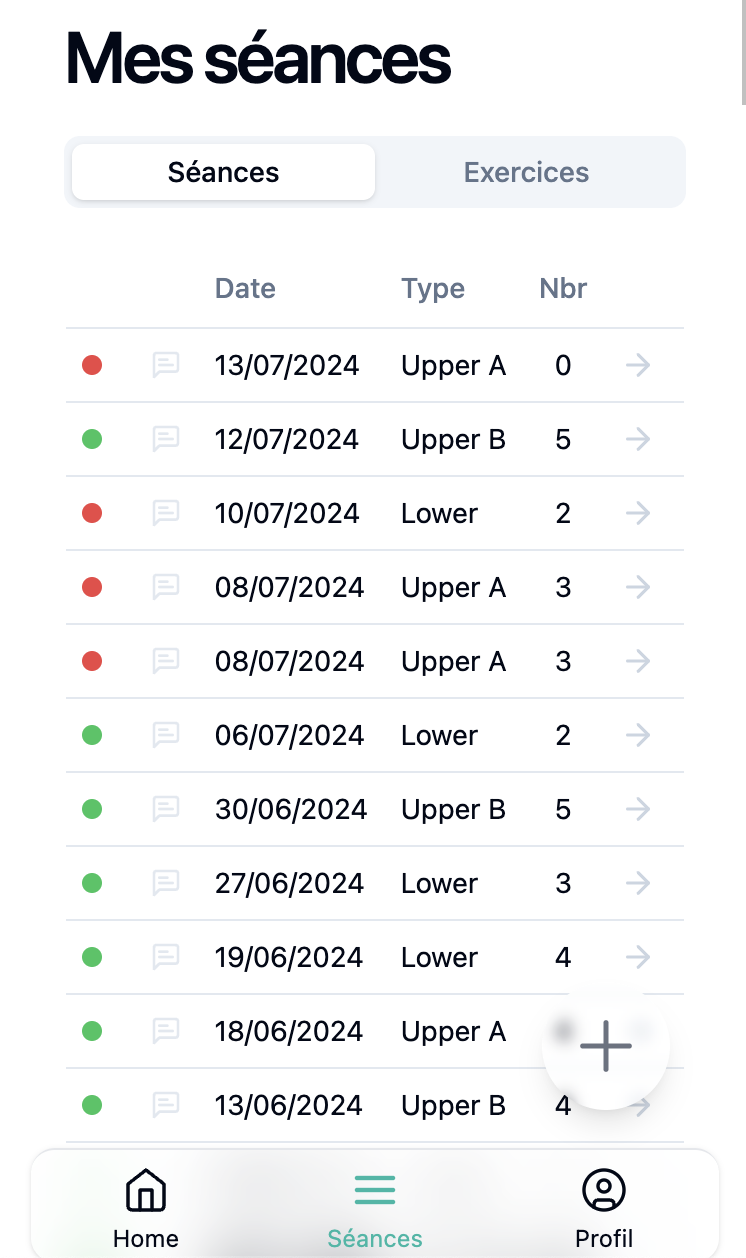 Mes séances
Séances Exercices
Date Type Nbr
13/07/2024 Upper A 0
12/07/2024 Upper B 5
10/07/2024 Lower 2
08/07/2024 Upper A 3
08/07/2024 Upper A 3
06/07/2024 Lower 2
30/06/2024 Upper B 5
27/06/2024 Lower 3
19/06/2024 Lower 4
18/06/2024 Upper A
13/06/2024 Upper B 4
Home Séances Profil